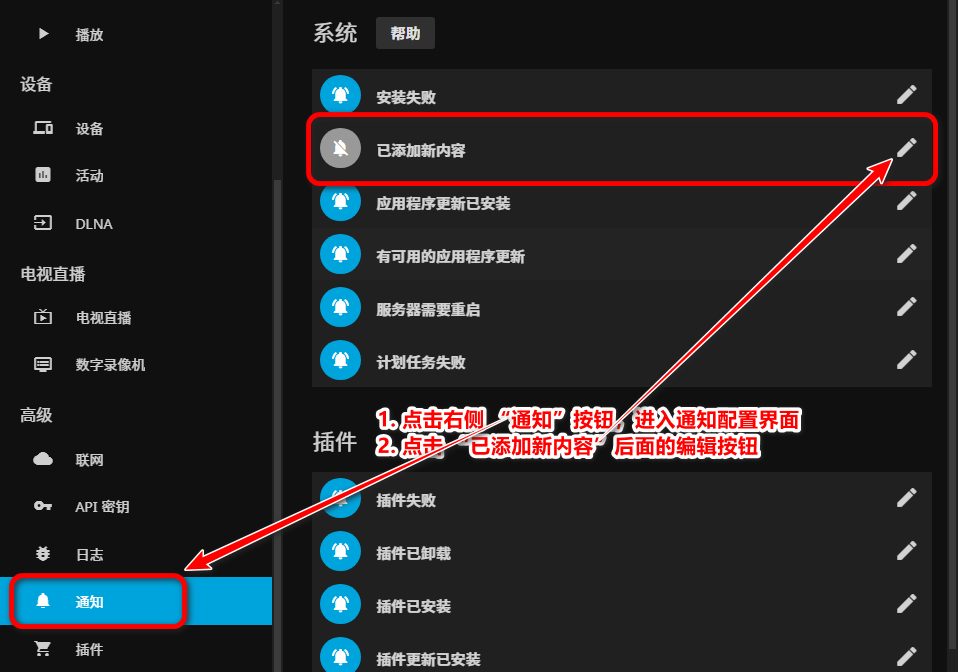 播放
设备
设备
活动
DLNA
电视直播
电视直播
数字录像机
高级
联网
API 密钥
日志
通知
插件
系统
帮助
安装失败
已添加新内容
应用程序更新已安装
有可用的应用程序更新
服务器需要重启
计划任务失败
1. 点击右侧 “通知”按钮，进入通知配置界面
2. 点击 “已添加新内容”后面的编辑按钮
插件
插件失败
插件已卸载
插件已安装
插件更新已安装